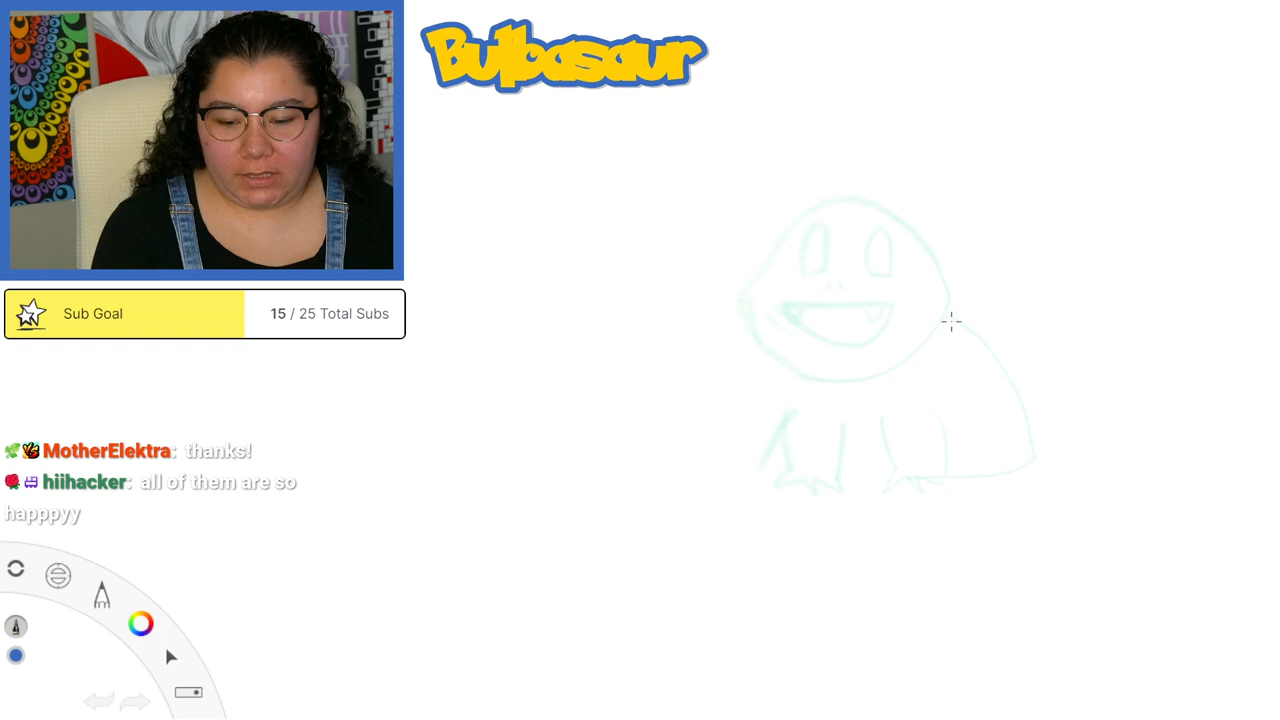 Bulbasaur
Sub Goal
15 / 25 Total Subs
MotherElektra: thanks!
hiihacker: all of them are so
happpyy